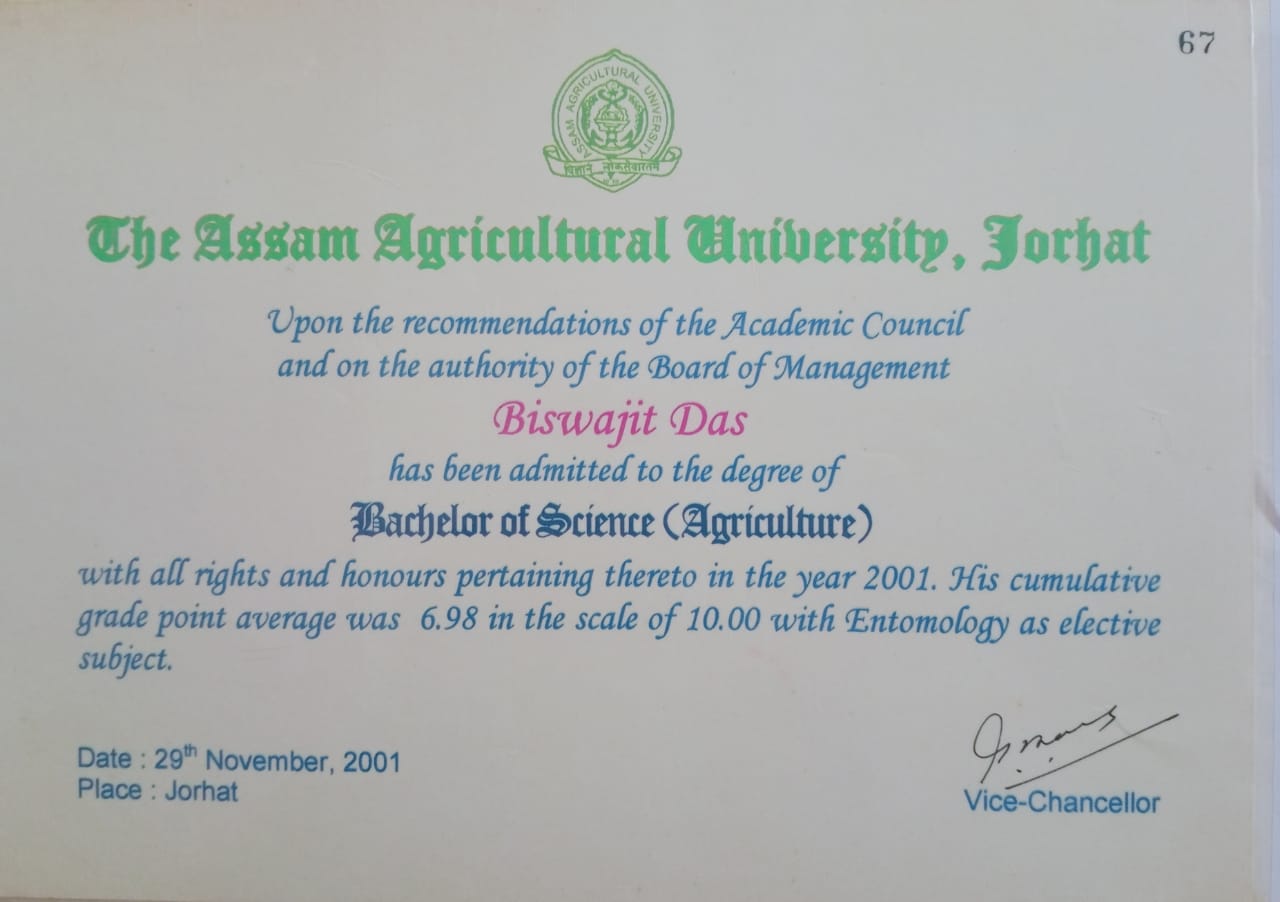 67
ASSAM AGRICULTURAL UNIVERSITY
विज्ञानं लोकसेवारतम्
The Assam Agricultural University, Jorhat
Upon the recommendations of the Academic Council
and on the authority of the Board of Management
Biswajit Das
has been admitted to the degree of
Bachelor of Science (Agriculture)
with all rights and honours pertaining thereto in the year 2001. His cumulative
grade point average was 6.98 in the scale of 10.00 with Entomology as elective
subject.
Date : 29th November, 2001
Place : Jorhat
Vice-Chancellor